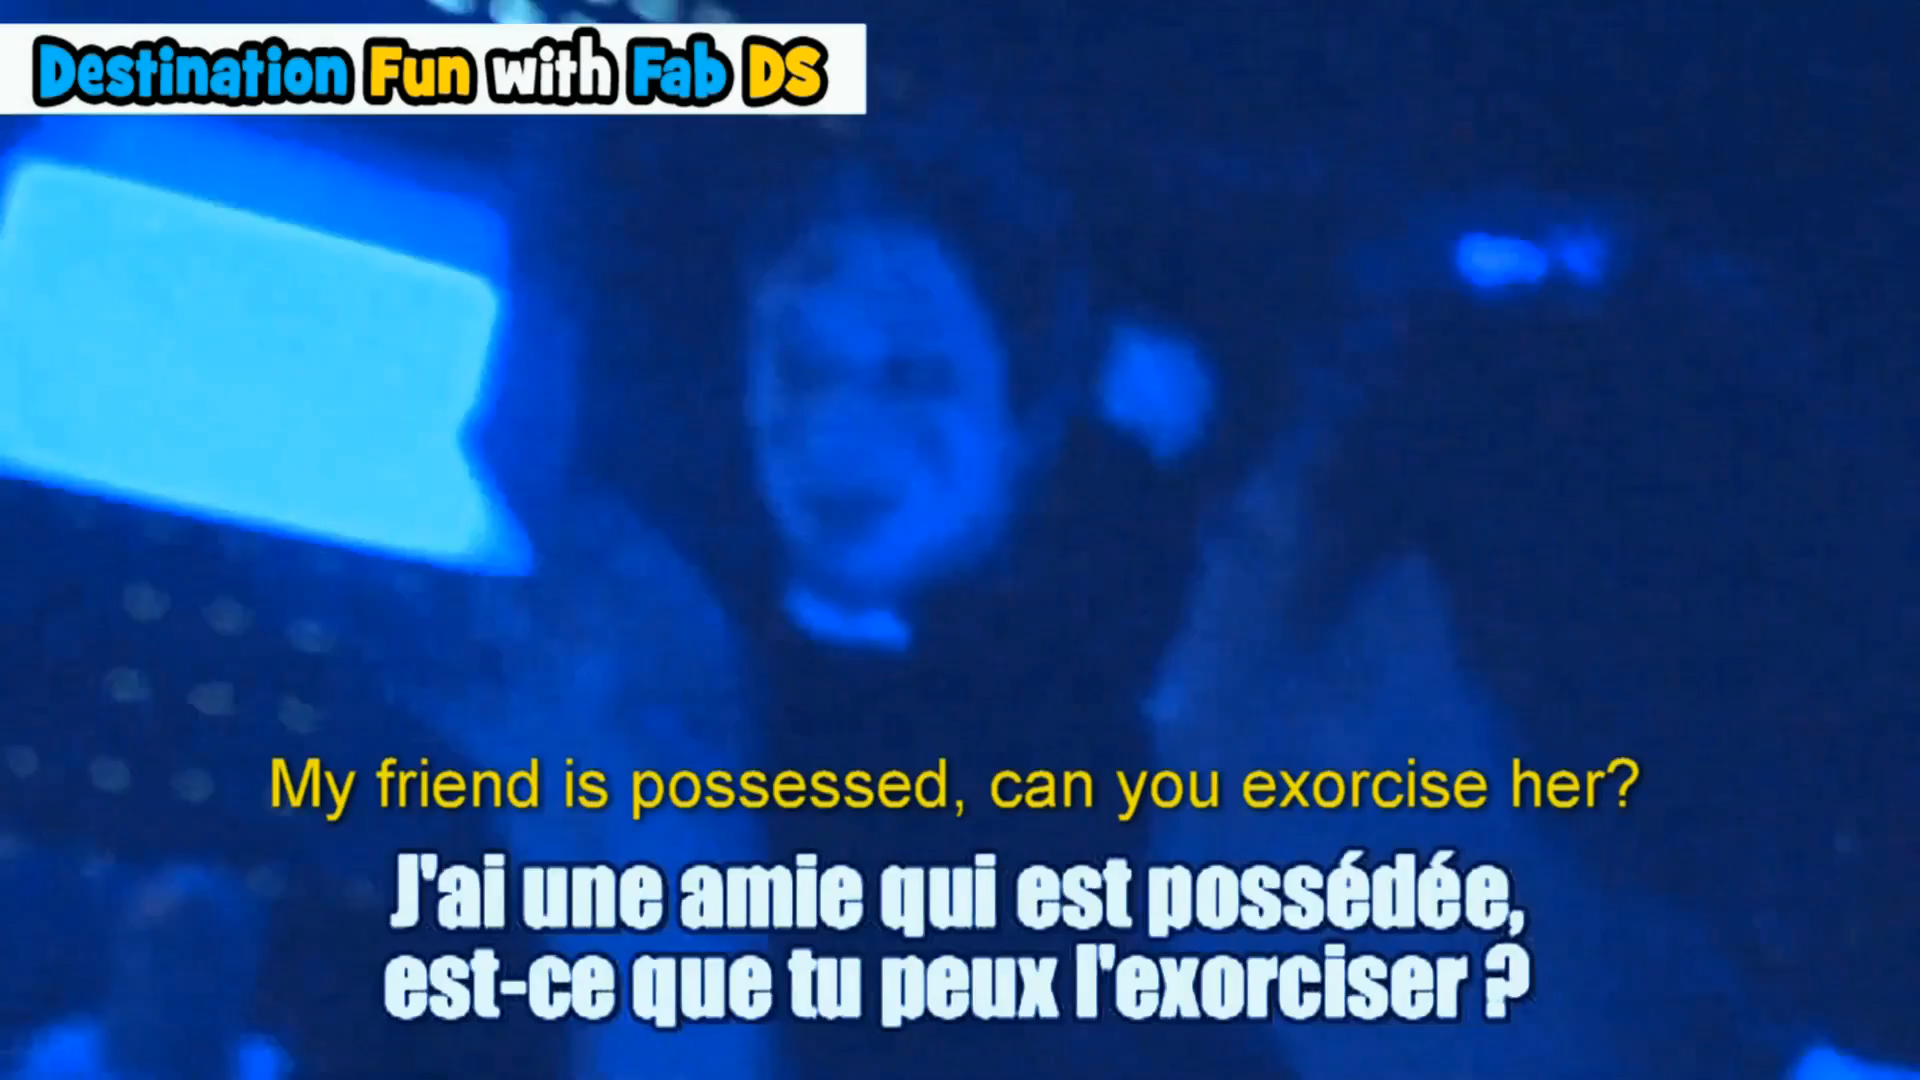 Destination Fun with Fab DS
My friend is possessed, can you exorcise her?
J'ai une amie qui est possédée,
est-ce que tu peux l'exorciser ?